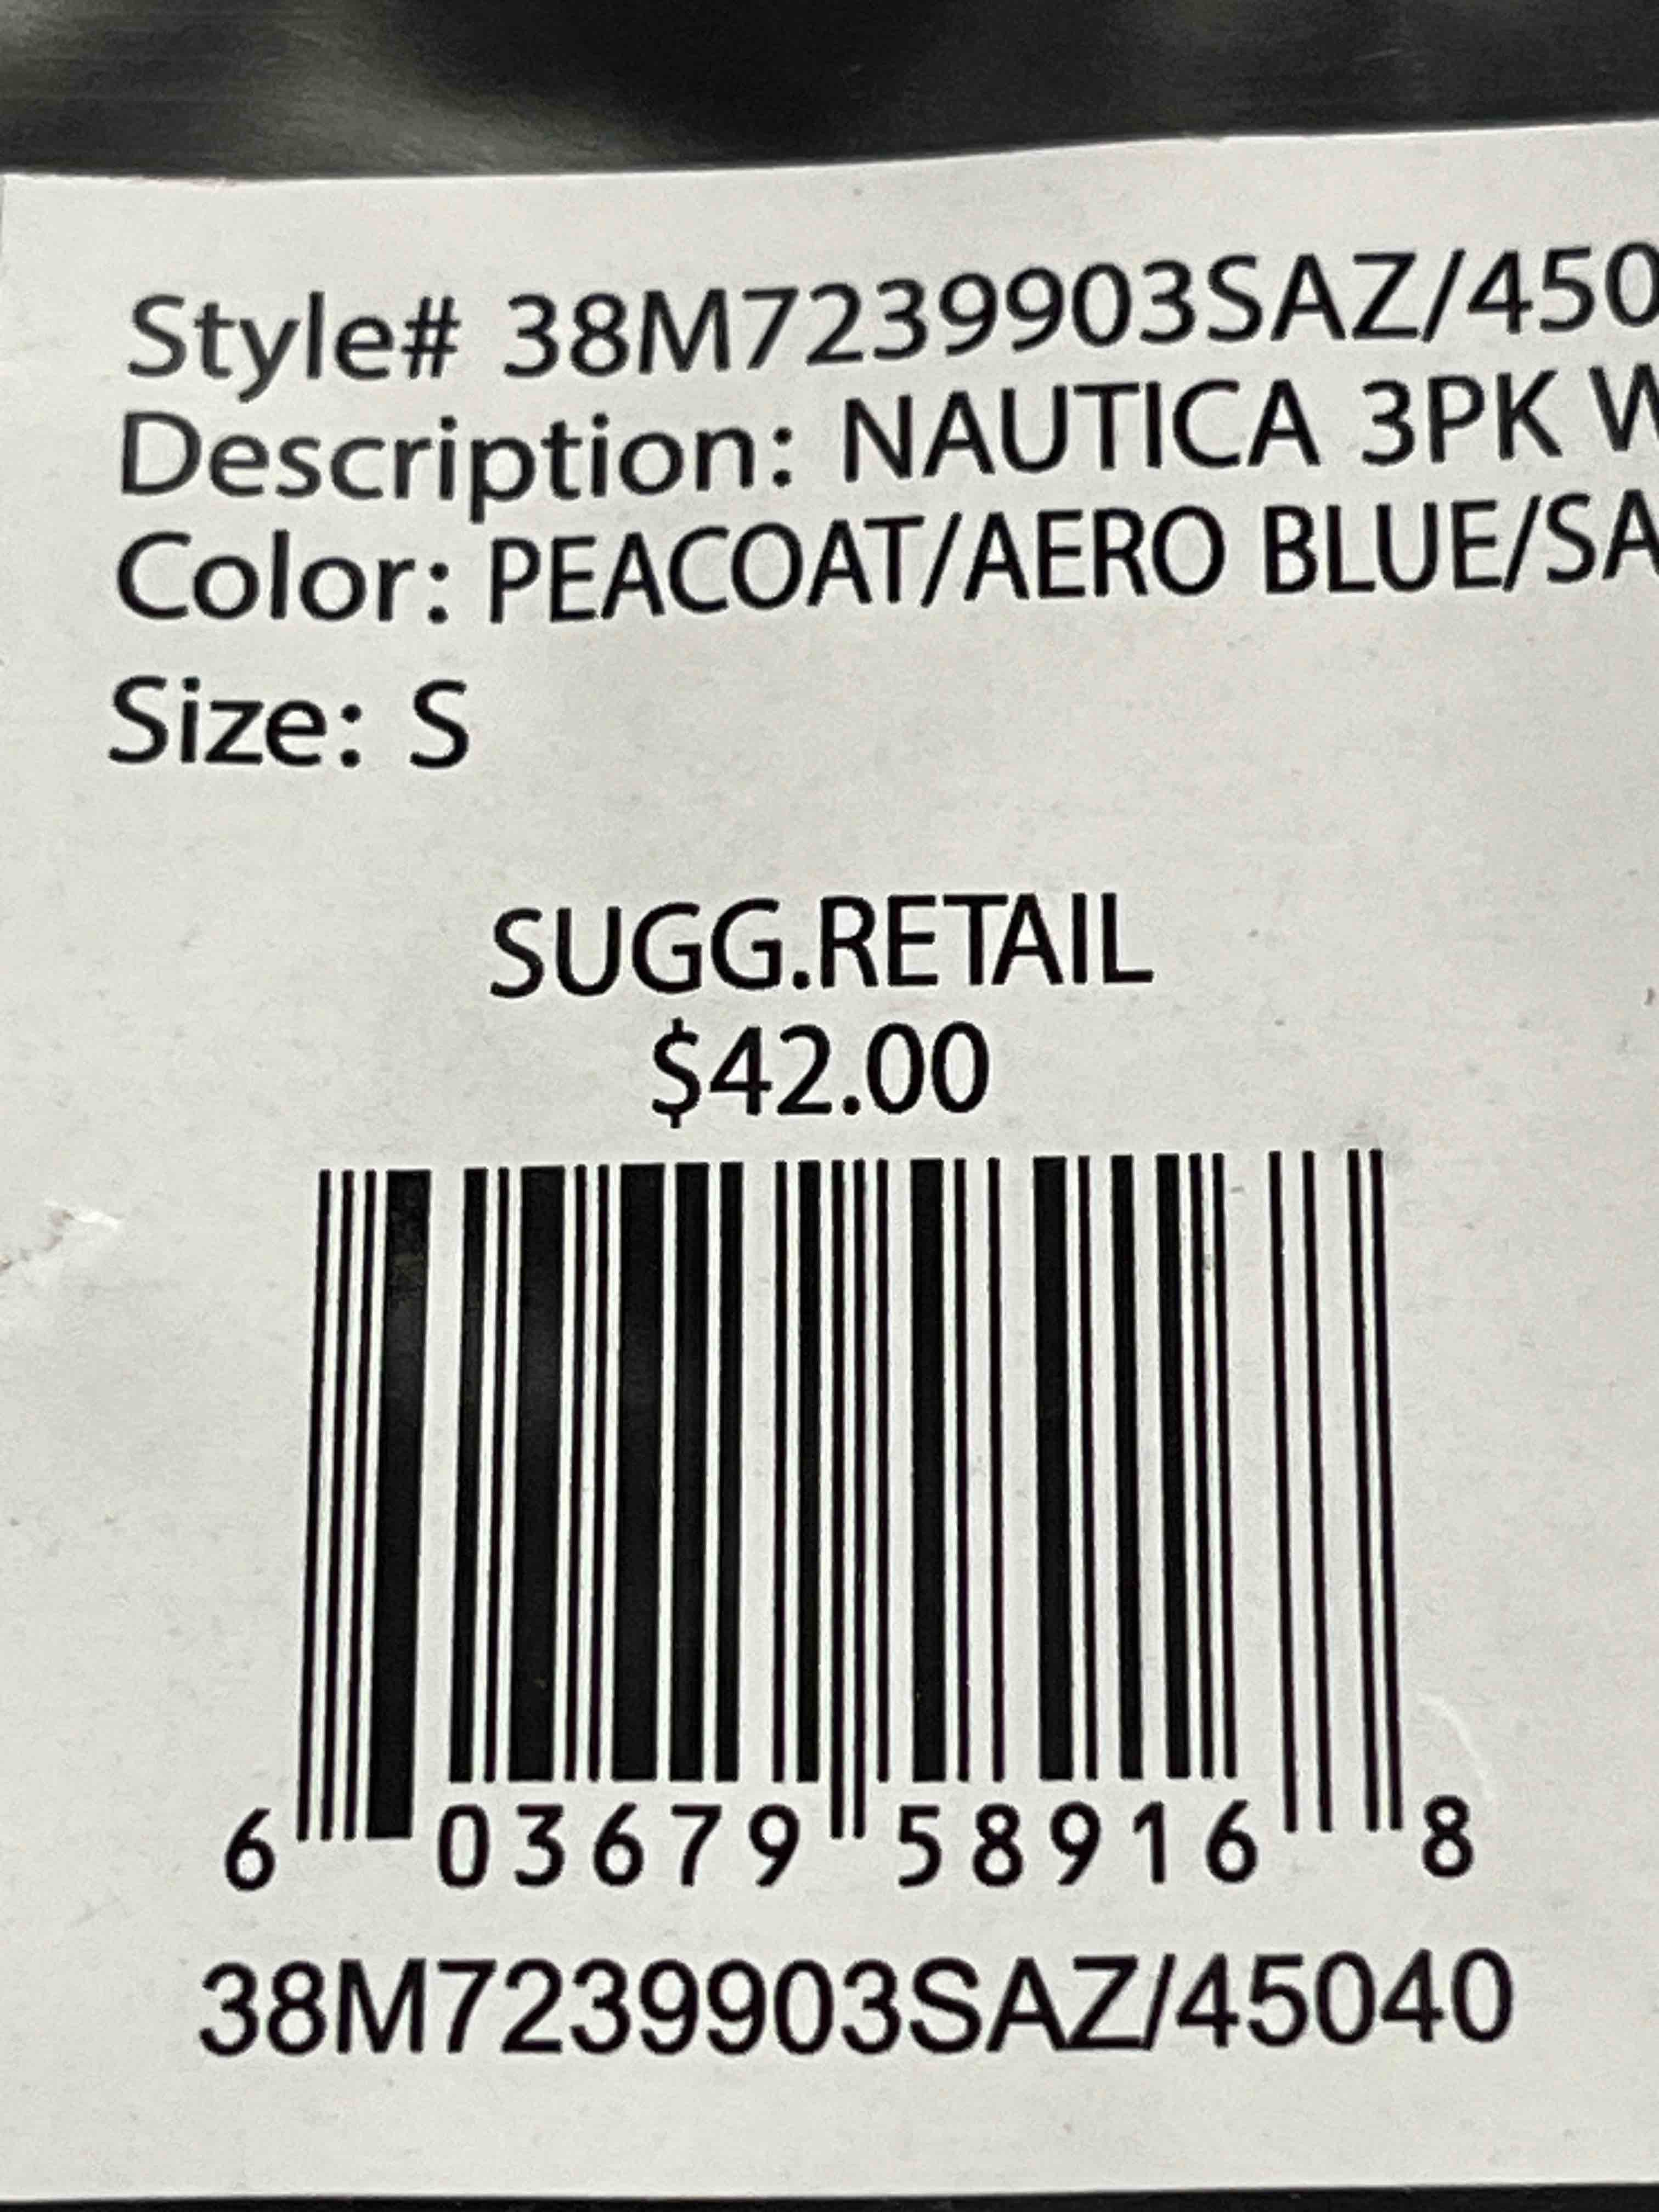 Style# 38M7239903SAZ/450
Description: NAUTICA 3PK W
Color: PEACOAT/AERO BLUE/SA
Size: S
SUGG.RETAIL
$42.00
6 03679 58916 8
38M7239903SAZ/45040